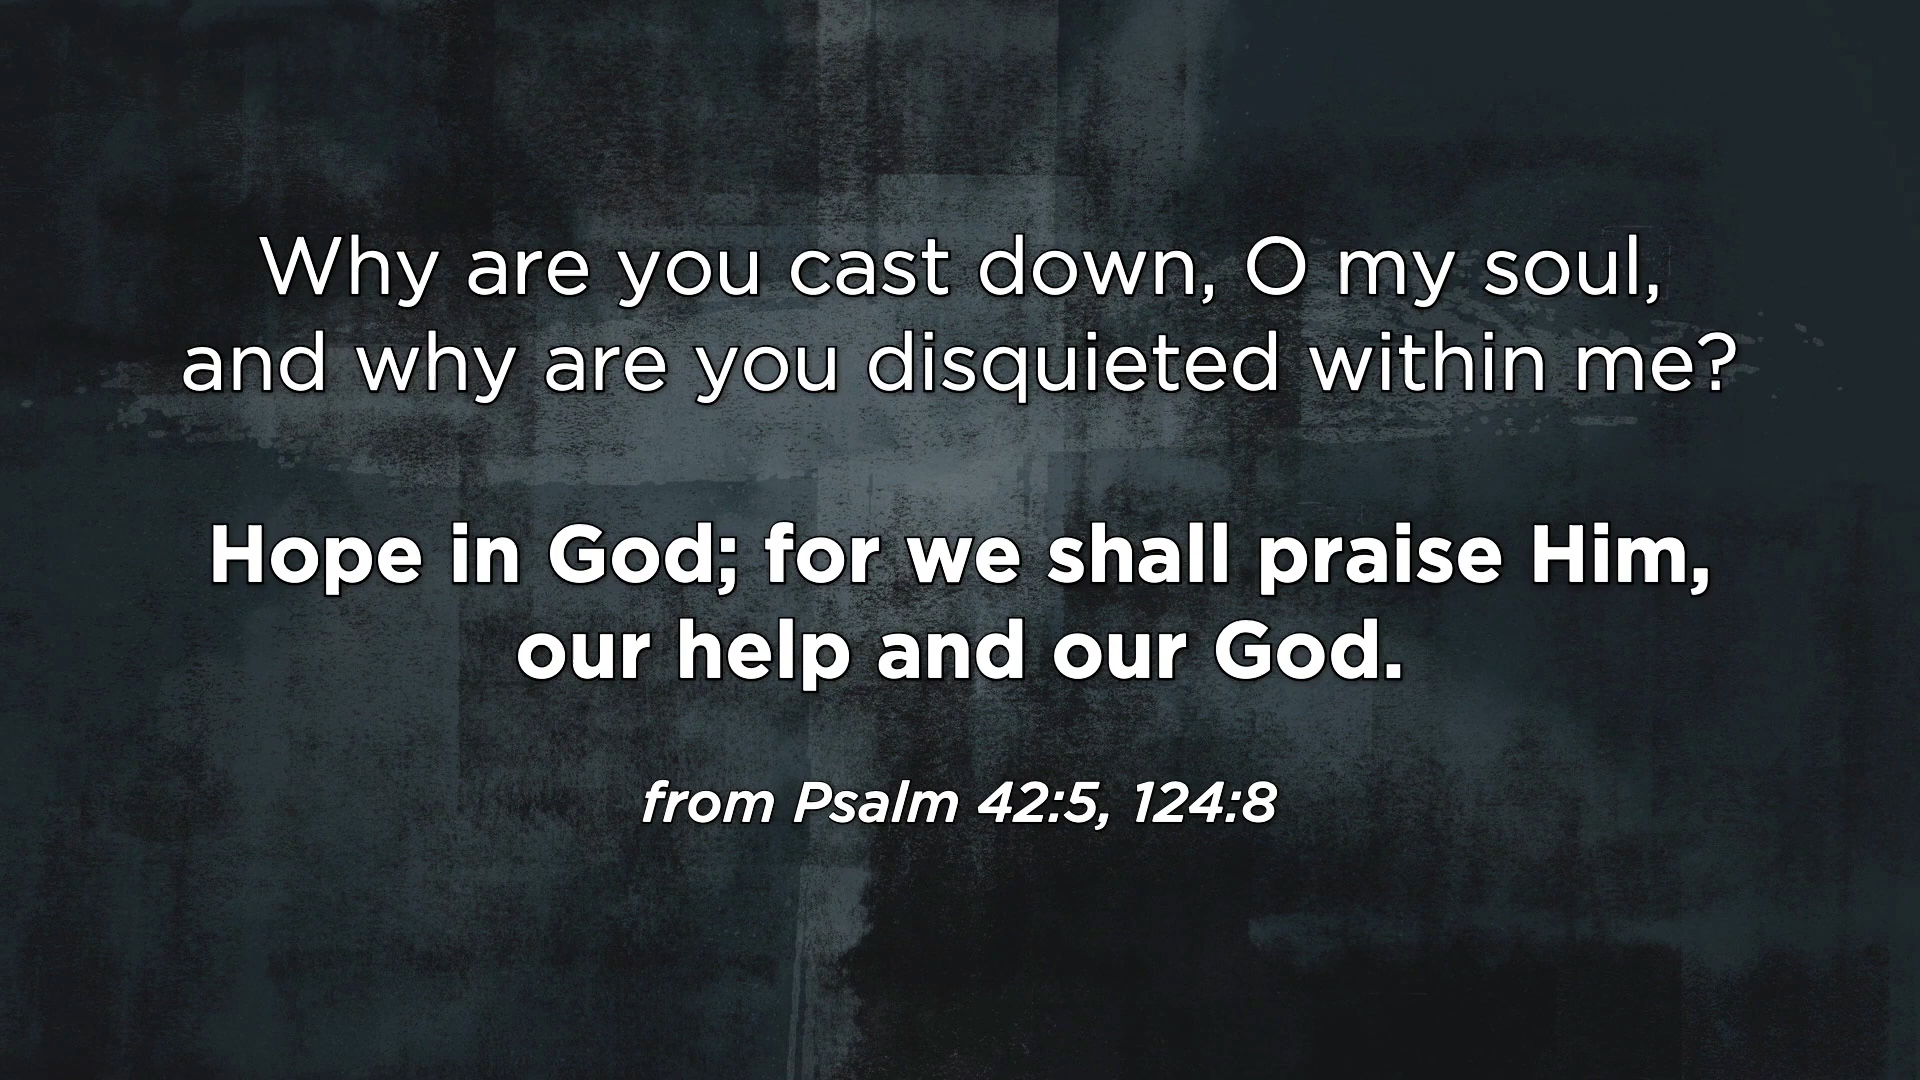 Why are you cast down, O my soul,
and why are you disquieted within me?
Hope in God; for we shall praise Him,
our help and our God.
from Psalm 42:5, 124:8